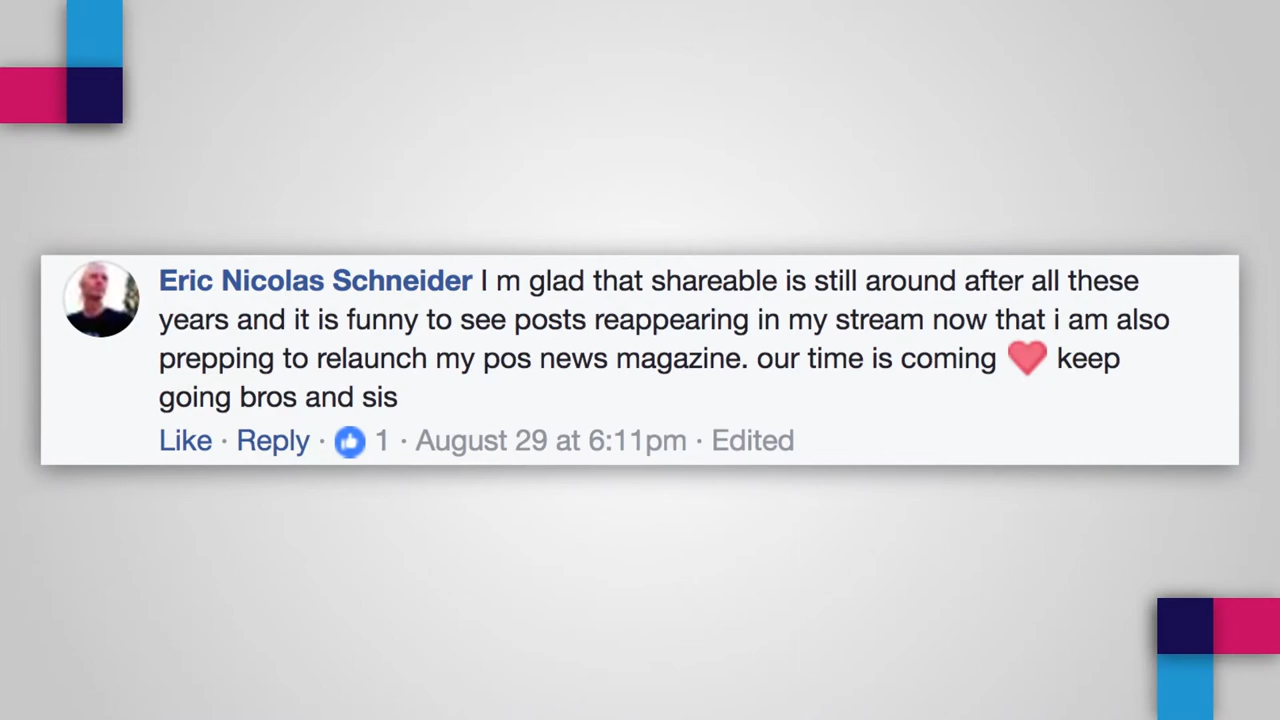 Eric Nicolas Schneider I m glad that shareable is still around after all these
years and it is funny to see posts reappearing in my stream now that i am also
prepping to relaunch my pos news magazine. our time is coming ❤ keep
going bros and sis
Like · Reply · 1 · August 29 at 6:11pm · Edited